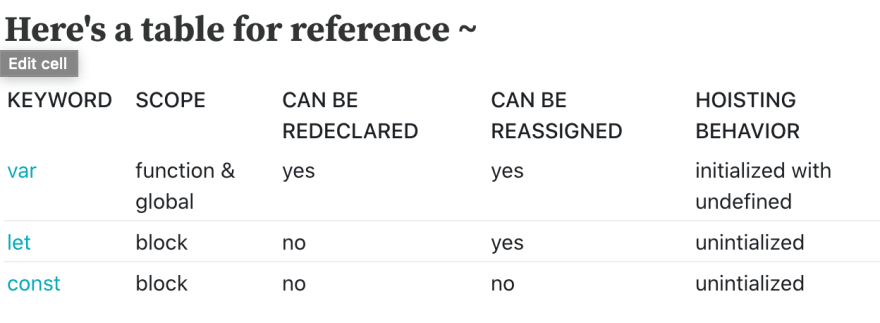 Here's a table for reference ~
Edit cell
KEYWORD SCOPE CAN BE REDECLARED CAN BE REASSIGNED HOISTING BEHAVIOR
var function & global yes yes initialized with undefined
let block no yes unintialized
const block no no unintialized